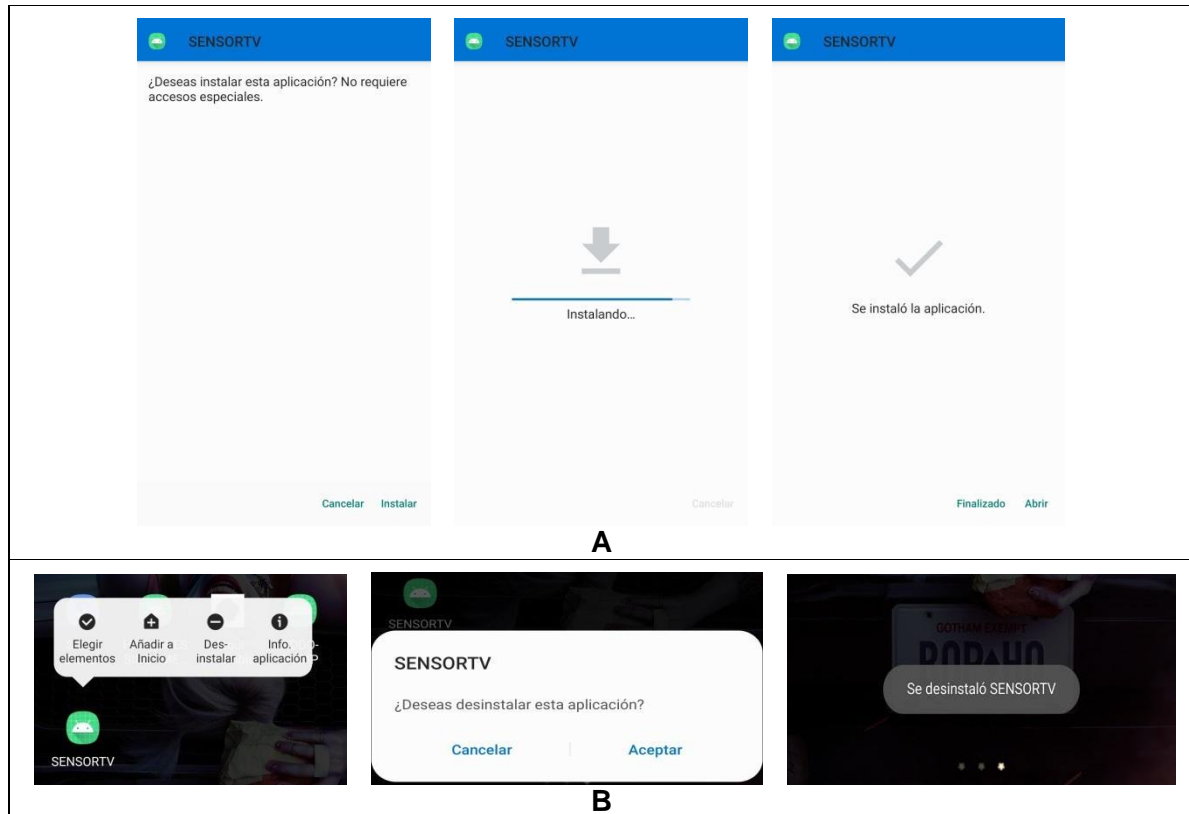 SENSORTV
¿Deseas instalar esta aplicación? No requiere
accesos especiales.
Cancelar Instalar
SENSORTV
Instalando...
Cancelar
SENSORTV
Se instaló la aplicación.
Finalizado Abrir
A
Elegir
elementos
Añadir a
Inicio
Des-
instalar
Info.
aplicación
SENSORTV
SENSORTV
SENSORTV
¿Deseas desinstalar esta aplicación?
Cancelar Aceptar
GOTHAM EXEMPT
Se desinstaló SENSORTV
B